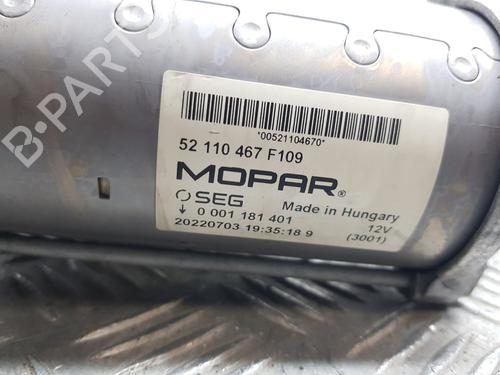 B-PARTS
*00521104670*
52 110 467 F109
MOPAR®
SEG Made in Hungary
↓ 0 001 181 401 12V
20220703 19:35:18.9 (3001)